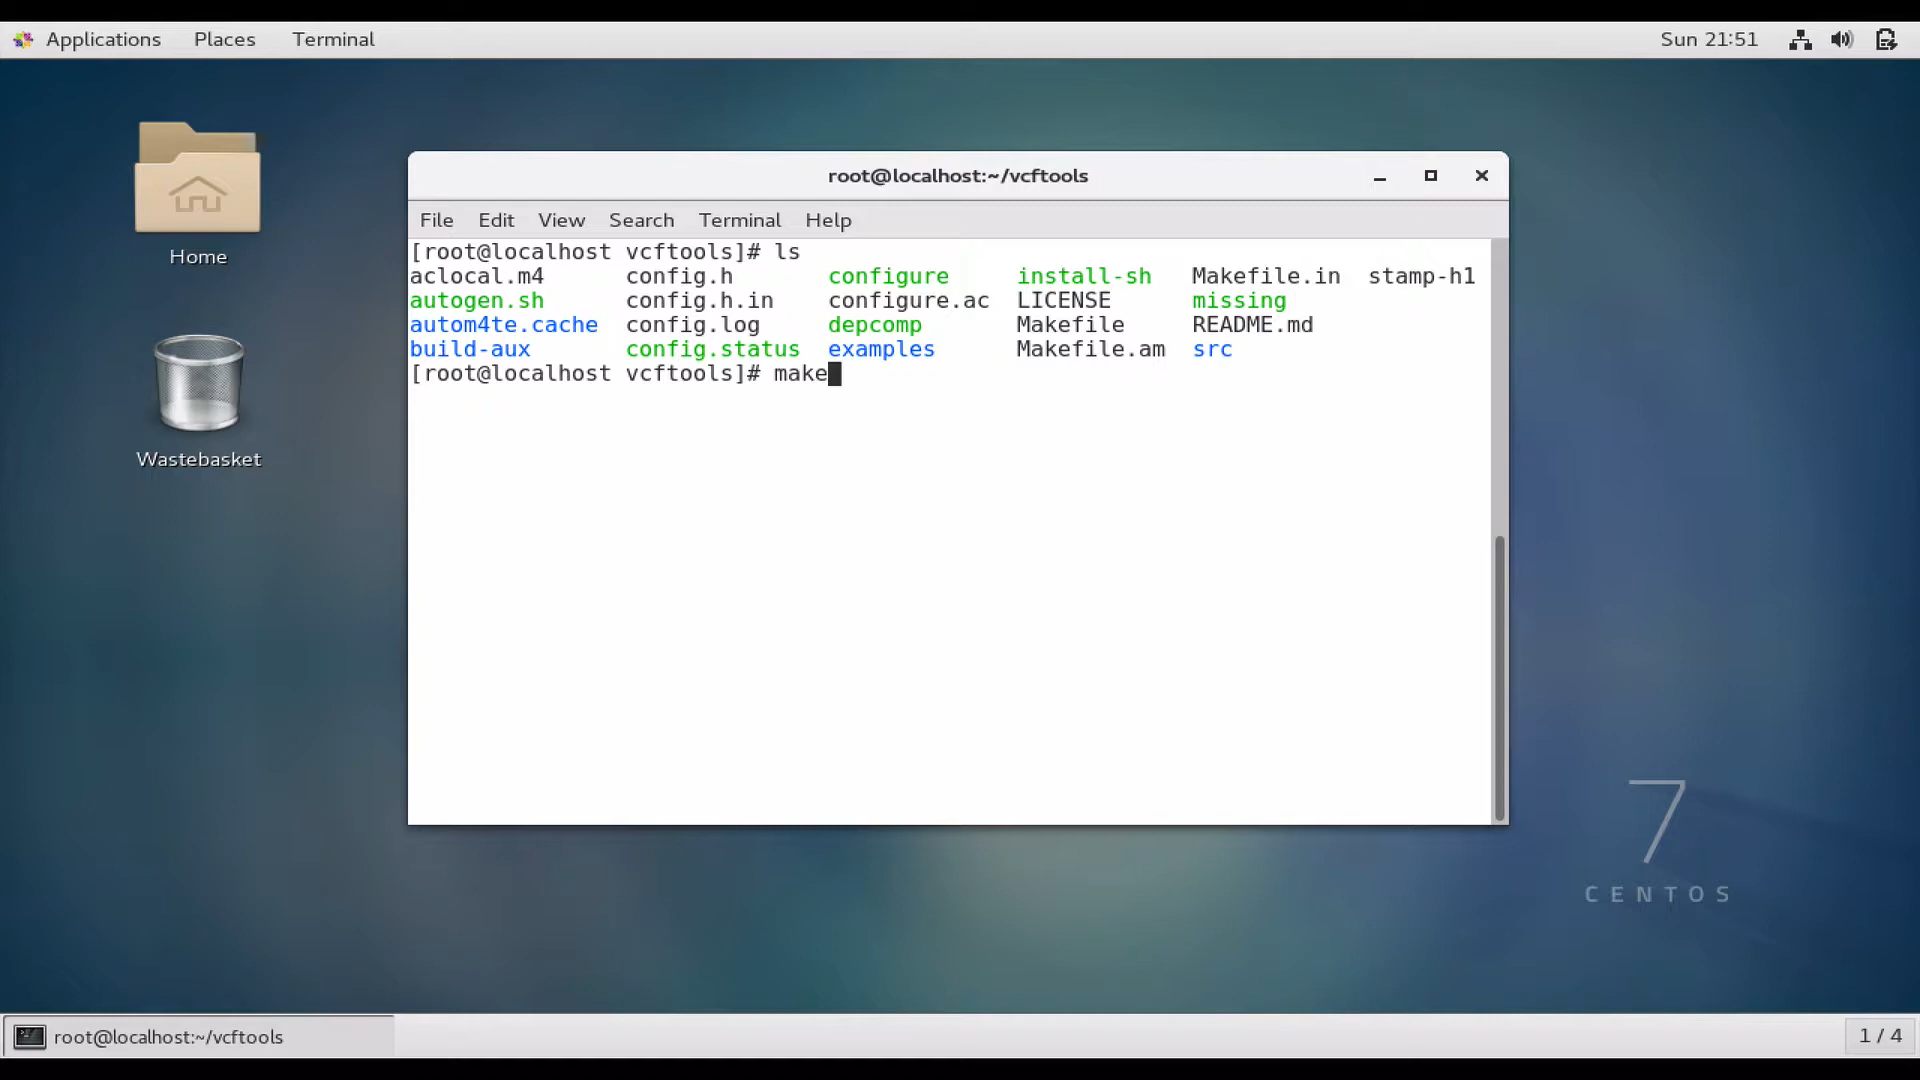 Applications Places Terminal Sun 21:51
Home
Wastebasket
root@localhost:~/vcftools
File Edit View Search Terminal Help
[root@localhost vcftools]# ls
aclocal.m4 config.h configure install-sh Makefile.in stamp-h1
autogen.sh config.h.in configure.ac LICENSE missing
autom4te.cache config.log depcomp Makefile README.md
build-aux config.status examples Makefile.am src
[root@localhost vcftools]# make
7
CENTOS
root@localhost:~/vcftools 1 / 4